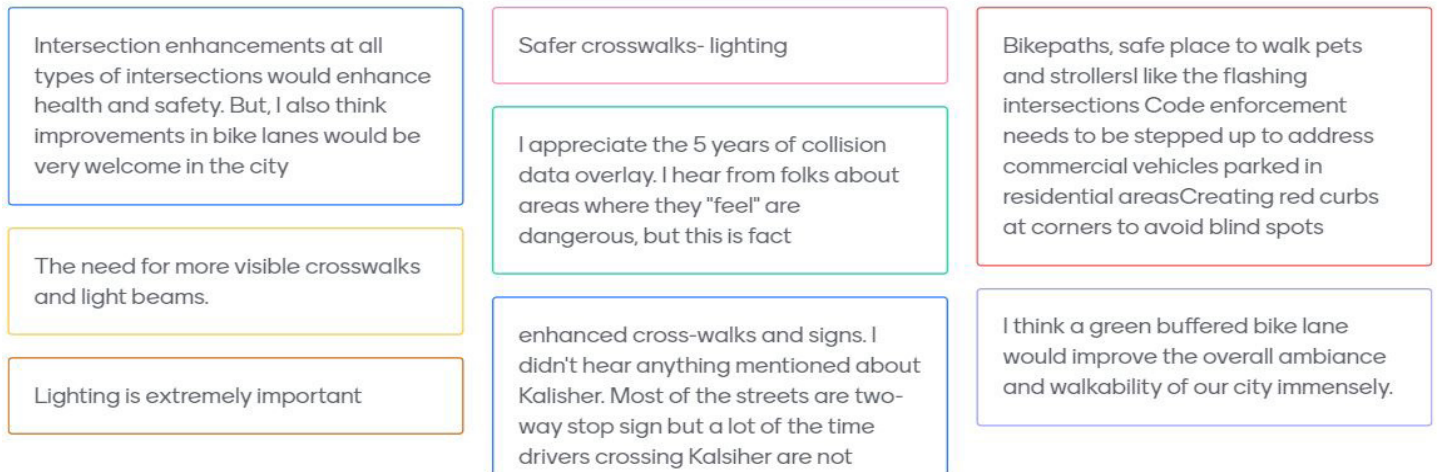 Intersection enhancements at all
types of intersections would enhance
health and safety. But, I also think
improvements in bike lanes would be
very welcome in the city
The need for more visible crosswalks
and light beams.
Lighting is extremely important
Safer crosswalks- lighting
I appreciate the 5 years of collision
data overlay. I hear from folks about
areas where they "feel" are
dangerous, but this is fact
enhanced cross-walks and signs. I
didn't hear anything mentioned about
Kalisher. Most of the streets are two-
way stop sign but a lot of the time
drivers crossing Kalsiher are not
Bikepaths, safe place to walk pets
and strollersI like the flashing
intersections Code enforcement
needs to be stepped up to address
commercial vehicles parked in
residential areasCreating red curbs
at corners to avoid blind spots
I think a green buffered bike lane
would improve the overall ambiance
and walkability of our city immensely.